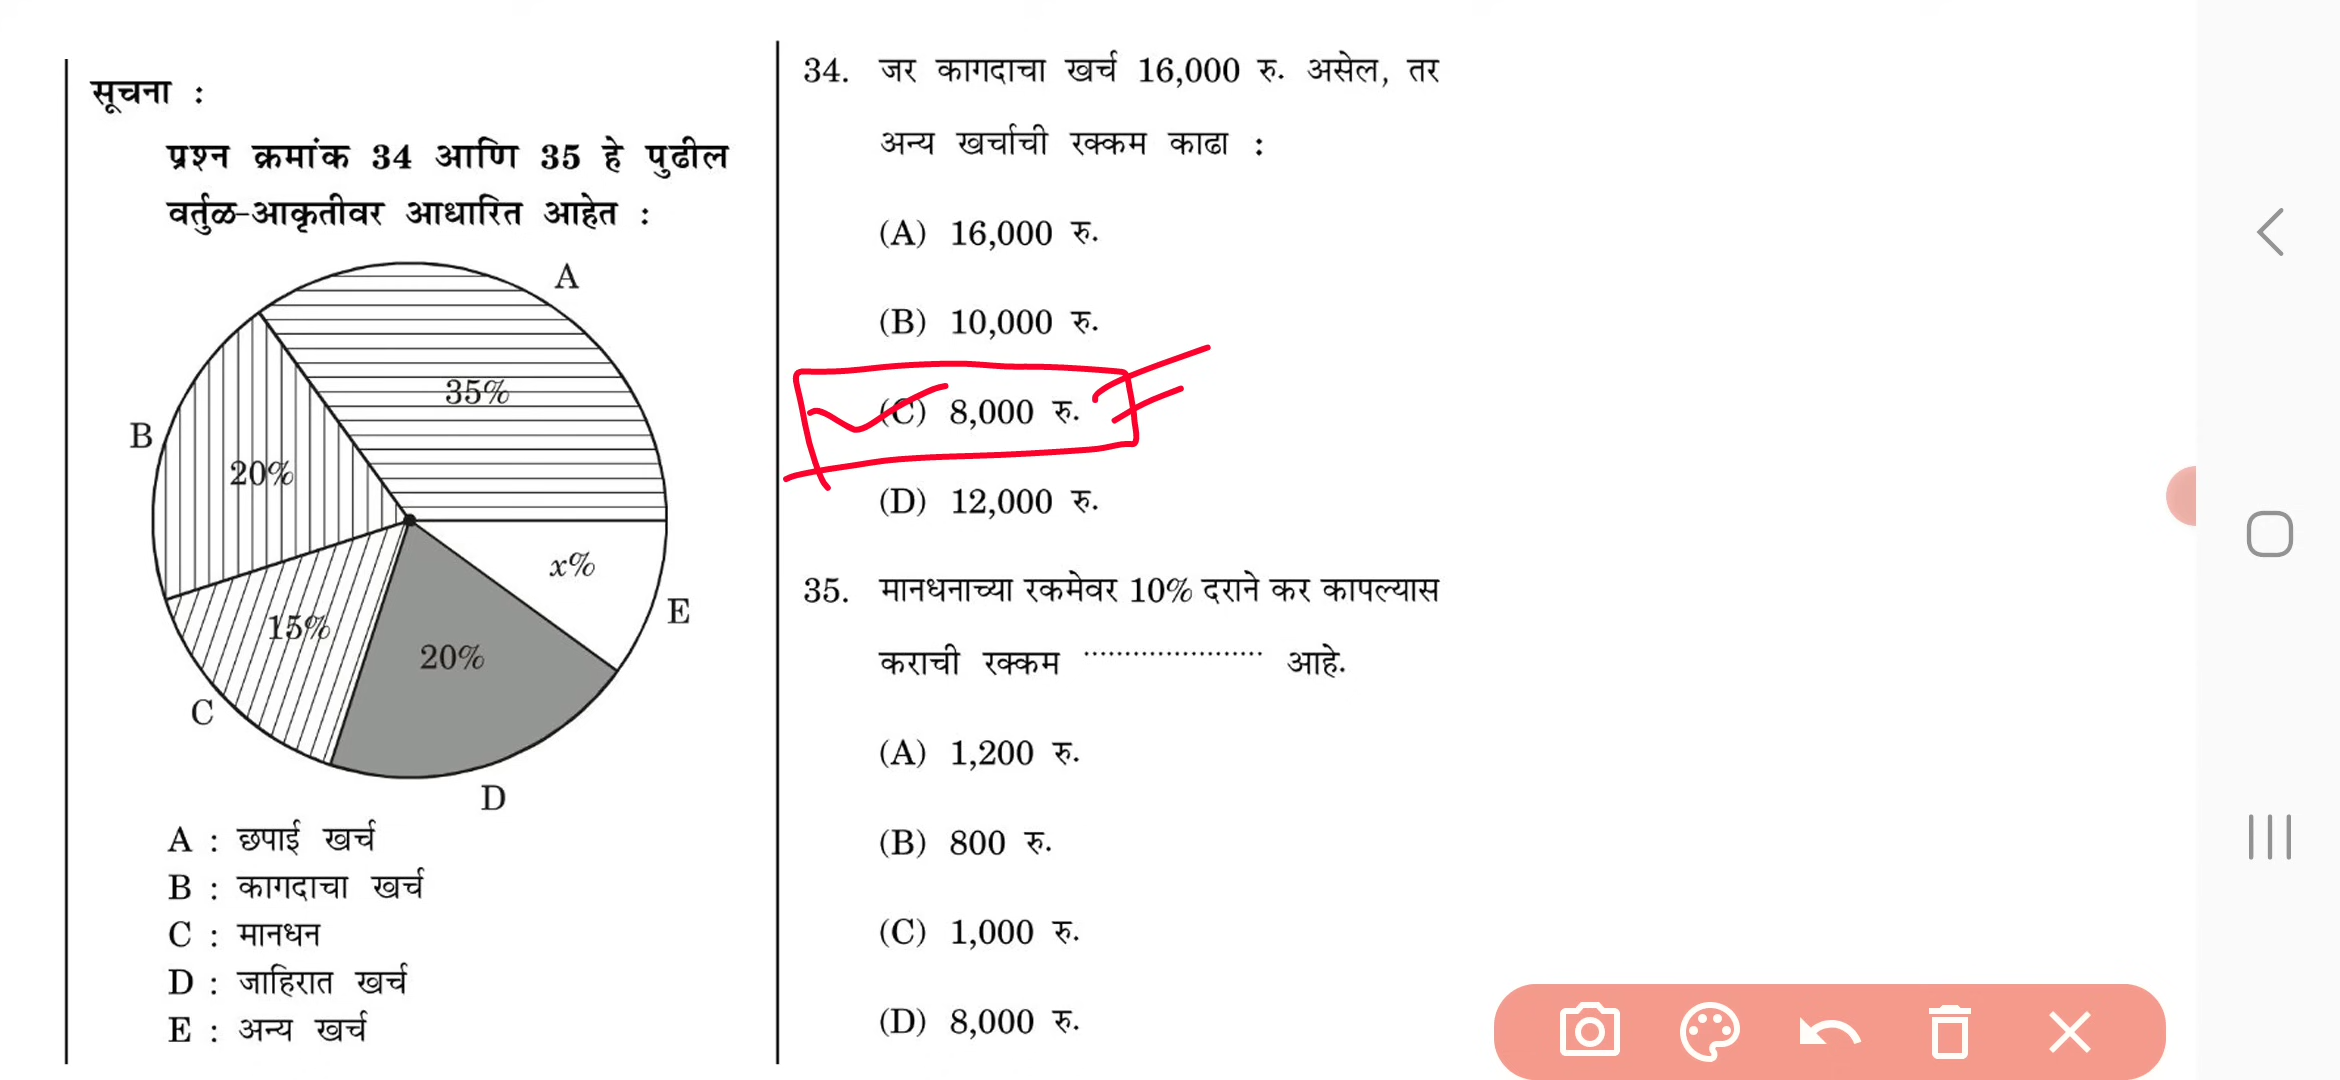 सूचना :
प्रश्न क्रमांक 34 आणि 35 हे पुढील
वर्तुळ-आकृतीवर आधारित आहेत :
A
35%
B
20%
x%
E
15%
20%
C
D
A : छपाई खर्च
B : कागदाचा खर्च
C : मानधन
D : जाहिरात खर्च
E : अन्य खर्च
34. जर कागदाचा खर्च 16,000 रु. असेल, तर
अन्य खर्चाची रक्कम काढा :
(A) 16,000 रु.
(B) 10,000 रु.
(C) 8,000 रु.
(D) 12,000 रु.
35. मानधनाच्या रकमेवर 10% दराने कर कापल्यास
कराची रक्कम ...................... आहे.
(A) 1,200 रु.
(B) 800 रु.
(C) 1,000 रु.
(D) 8,000 रु.